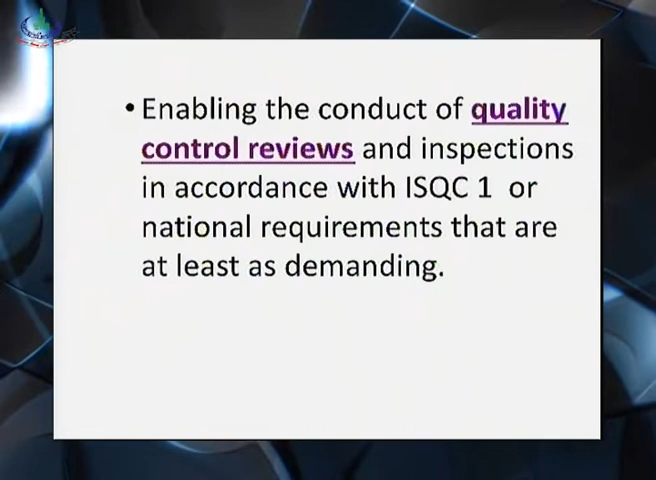 • Enabling the conduct of quality
control reviews and inspections
in accordance with ISQC 1 or
national requirements that are
at least as demanding.